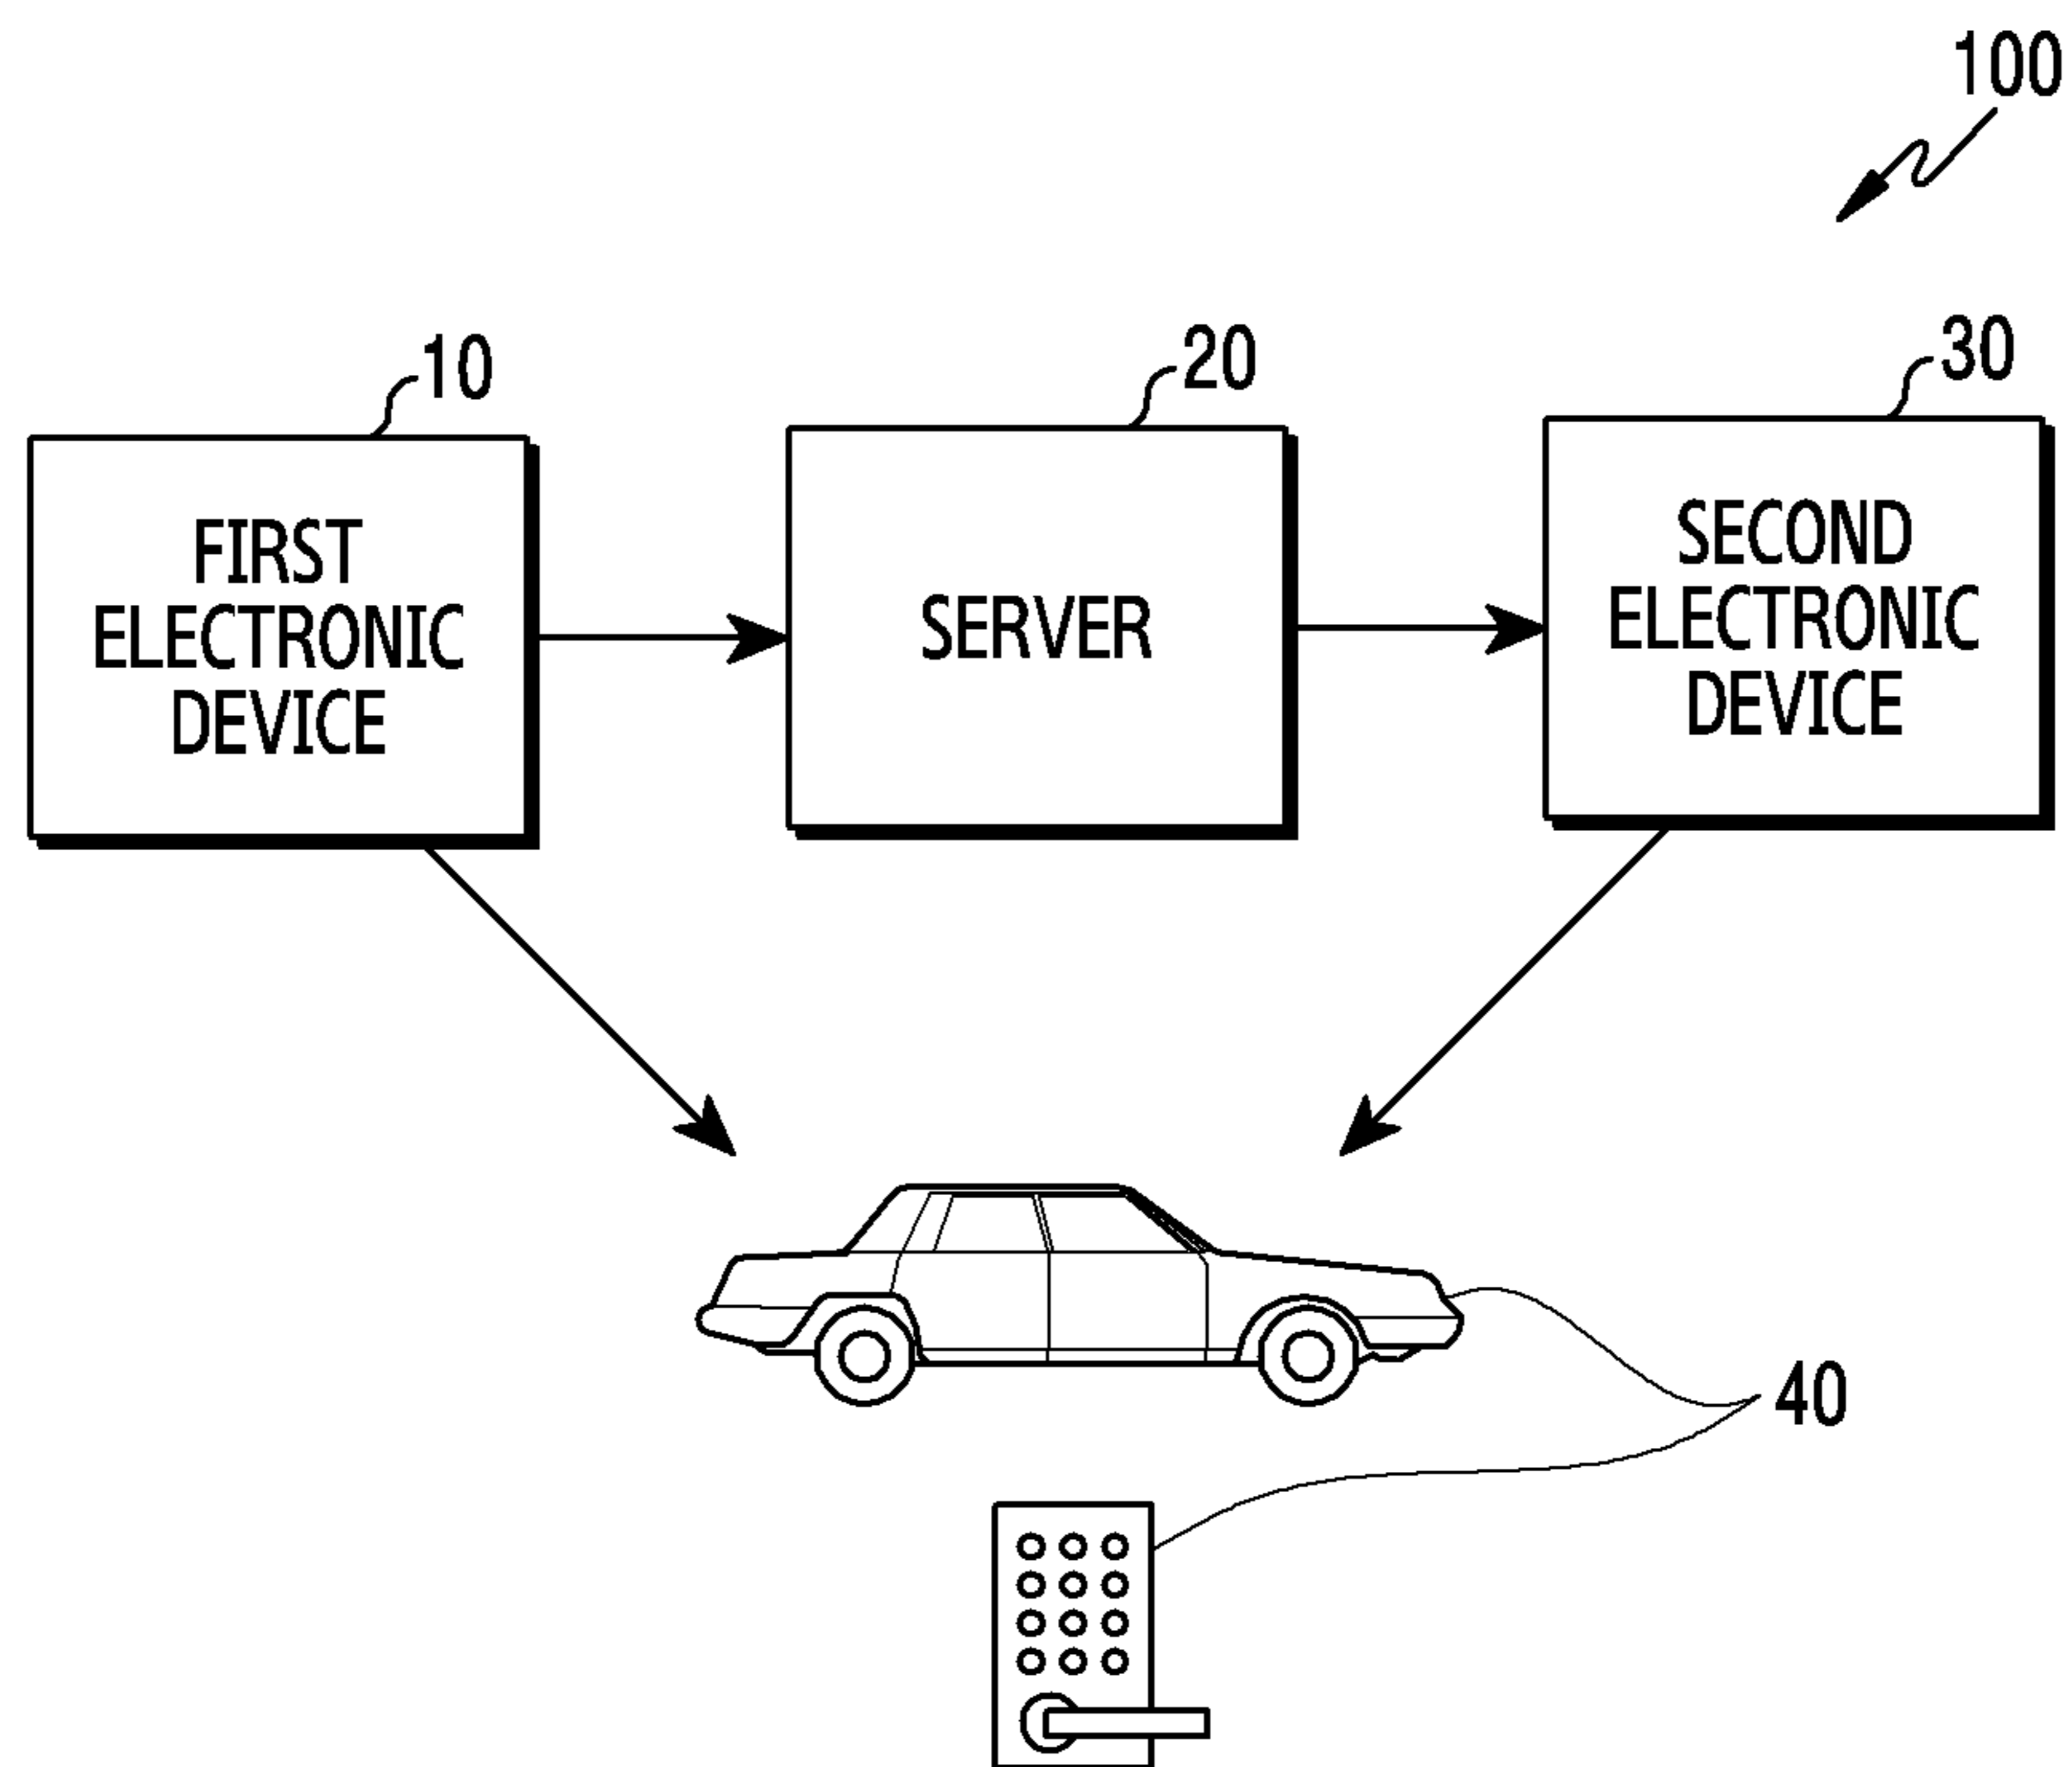 100
10
20
30
FIRST
ELECTRONIC
DEVICE
SERVER
SECOND
ELECTRONIC
DEVICE
40